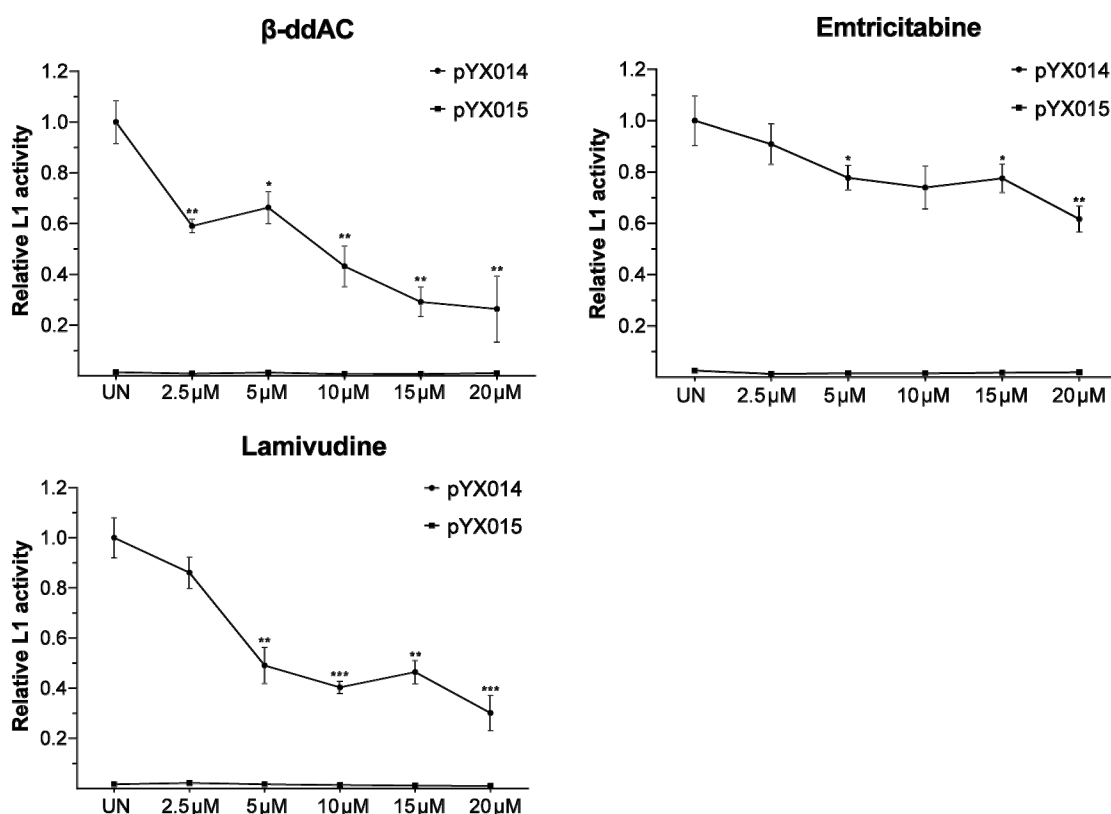 β-ddAC
Relative L1 activity
1.2
1.0
0.8
0.6
0.4
0.2
pYX014
pYX015
**
*
**
**
**
UN 2.5µM 5µM 10µM 15µM 20µM
Emtricitabine
Relative L1 activity
1.2
1.0
0.8
0.6
0.4
0.2
pYX014
pYX015
*
*
**
UN 2.5µM 5µM 10µM 15µM 20µM
Lamivudine
Relative L1 activity
1.2
1.0
0.8
0.6
0.4
0.2
pYX014
pYX015
**
***
**
***
UN 2.5µM 5µM 10µM 15µM 20µM